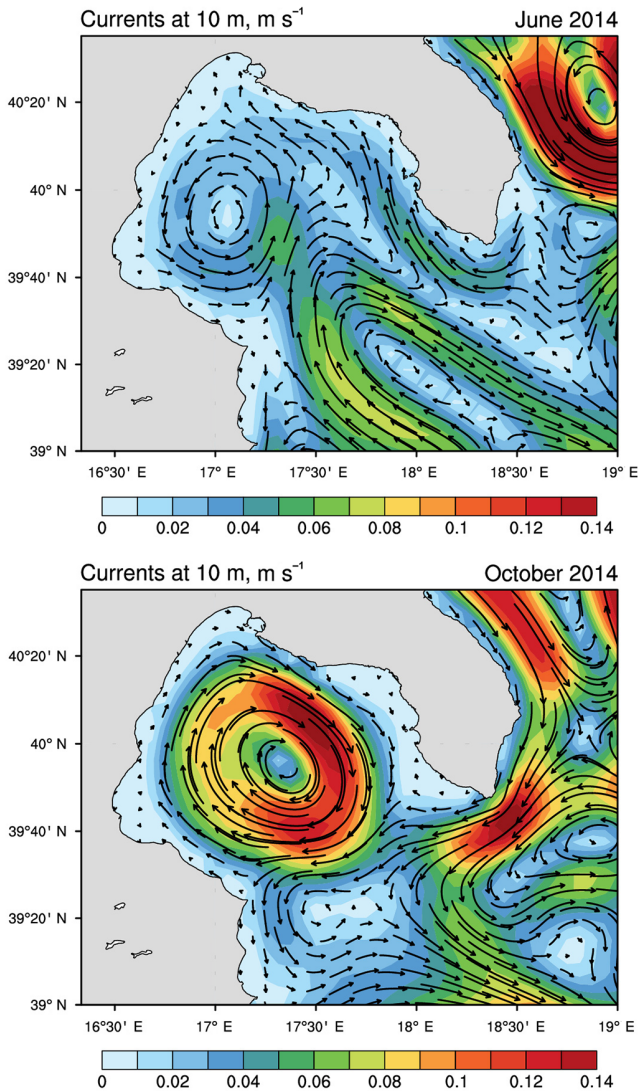 Currents at 10 m, m s⁻¹ June 2014
40°20' N
40° N
39°40' N
39°20' N
39° N
16°30' E 17° E 17°30' E 18° E 18°30' E 19° E
0 0.02 0.04 0.06 0.08 0.1 0.12 0.14
Currents at 10 m, m s⁻¹ October 2014
40°20' N
40° N
39°40' N
39°20' N
39° N
16°30' E 17° E 17°30' E 18° E 18°30' E 19° E
0 0.02 0.04 0.06 0.08 0.1 0.12 0.14